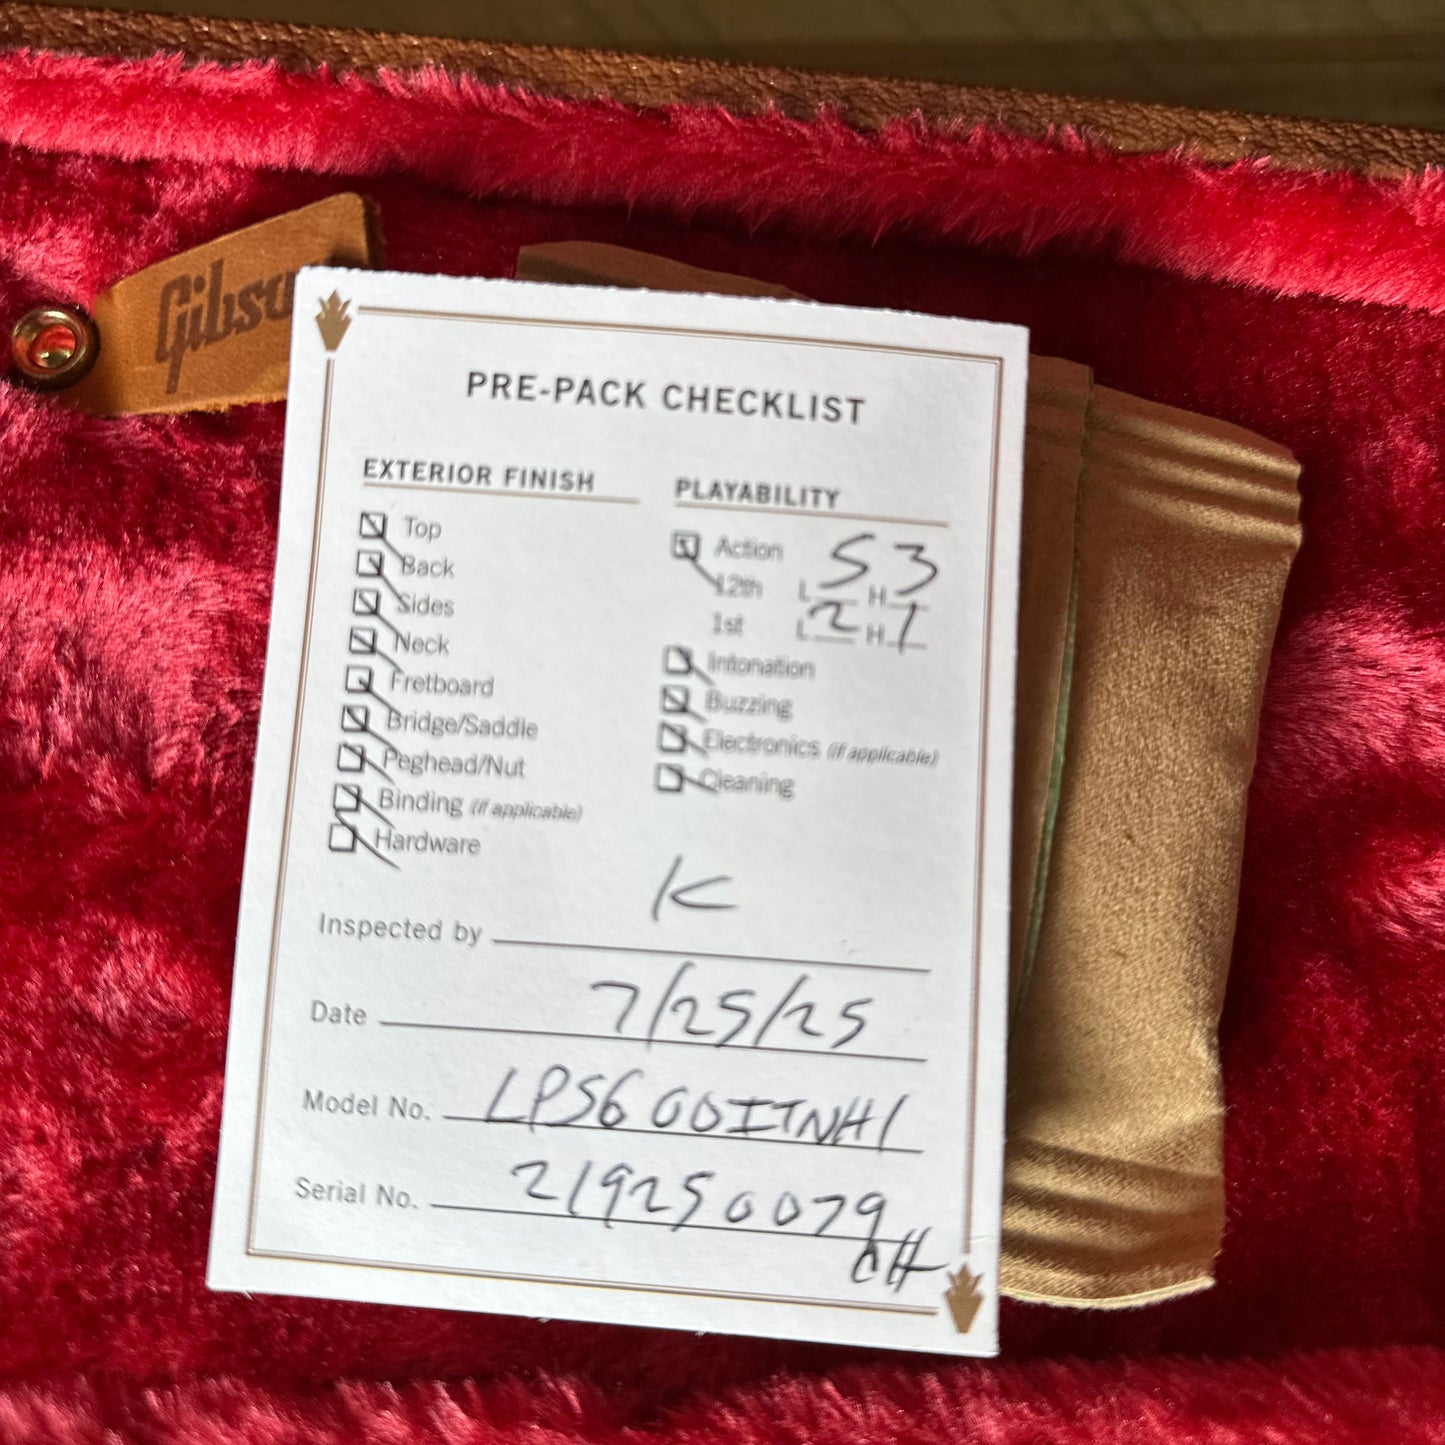 Gibso
PRE-PACK CHECKLIST
EXTERIOR FINISH
Top
Back
Sides
Neck
Fretboard
Bridge/Saddle
Peghead/Nut
Binding (if applicable)
Hardware
PLAYABILITY
Action
12th L 5 H 3
1st L 2 H 1
Intonation
Buzzing
Electronics (if applicable)
Cleaning
Inspected by K
Date 7/25/25
Model No. LPS600ITNH1
Serial No. 219250079
CH